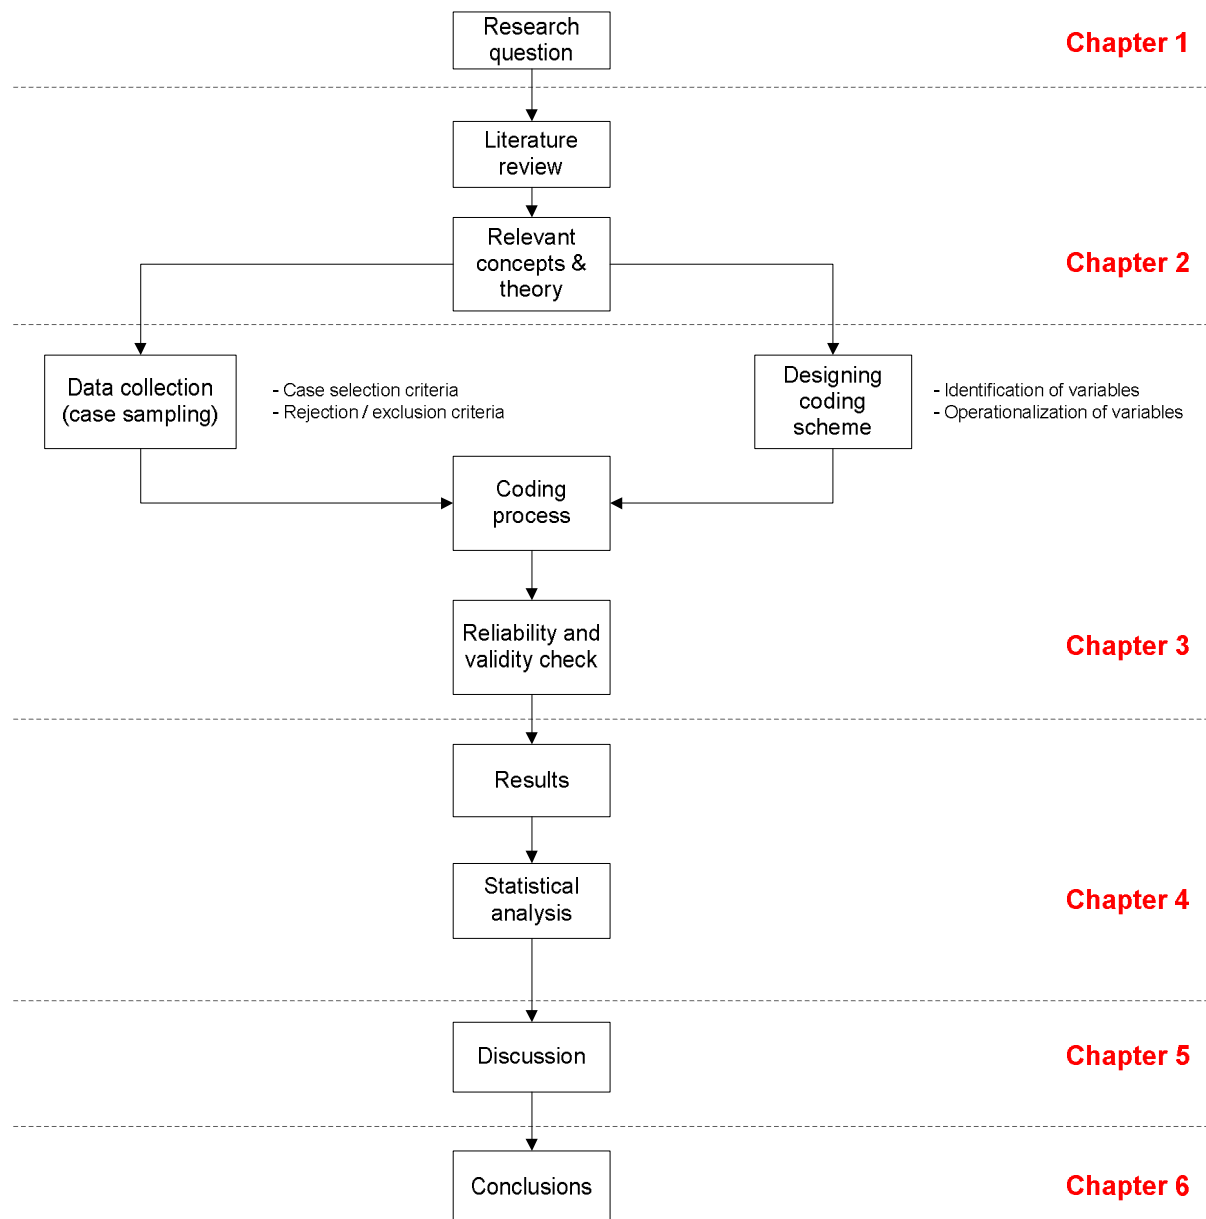 Research
question
Chapter 1
Literature
review
Relevant
concepts &
theory
Chapter 2
Data collection
(case sampling)
- Case selection criteria
- Rejection / exclusion criteria
Designing
coding
scheme
- Identification of variables
- Operationalization of variables
Coding
process
Reliability and
validity check
Chapter 3
Results
Statistical
analysis
Chapter 4
Discussion
Chapter 5
Conclusions
Chapter 6